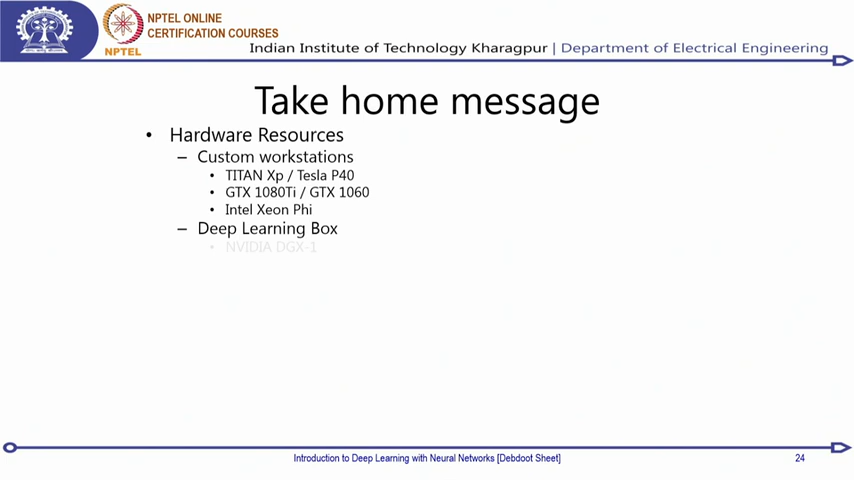 NPTEL ONLINE
CERTIFICATION COURSES
NPTEL
Indian Institute of Technology Kharagpur | Department of Electrical Engineering
Take home message
• Hardware Resources
– Custom workstations
• TITAN Xp / Tesla P40
• GTX 1080Ti / GTX 1060
• Intel Xeon Phi
– Deep Learning Box
• NVIDIA DGX-1
Introduction to Deep Learning with Neural Networks [Debdoot Sheet]
24